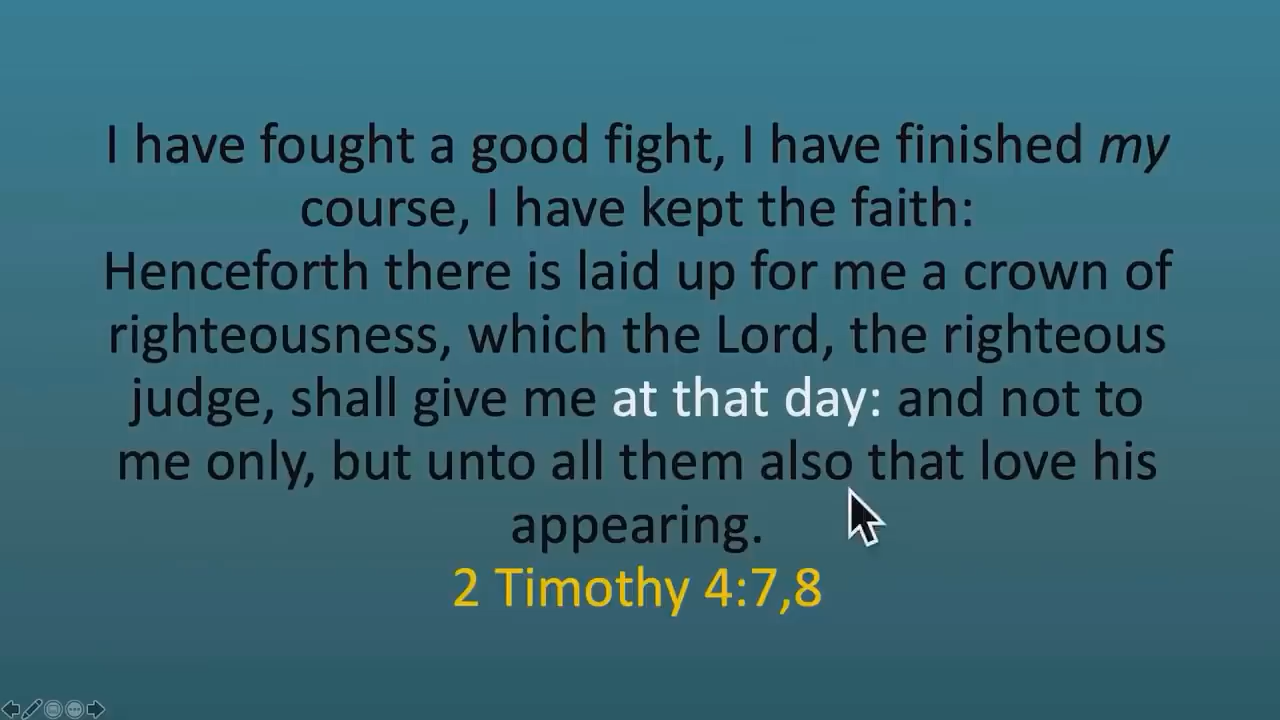 I have fought a good fight, I have finished my
course, I have kept the faith:
Henceforth there is laid up for me a crown of
righteousness, which the Lord, the righteous
judge, shall give me at that day: and not to
me only, but unto all them also that love his
appearing.
2 Timothy 4:7,8